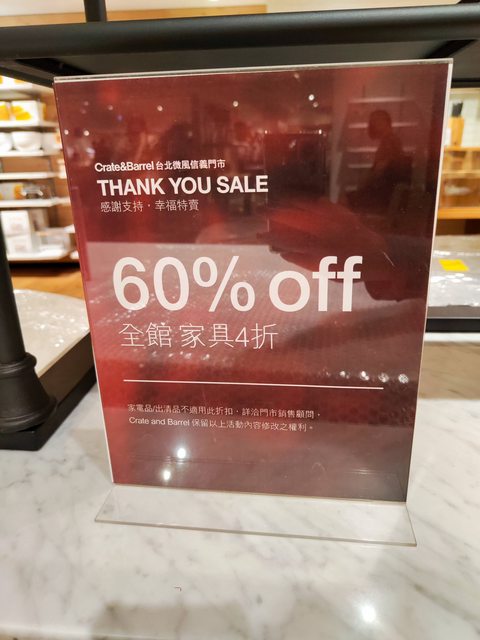 Crate&Barrel 台北微風信義門市
THANK YOU SALE
感謝支持，幸福特賣
60% off
全館 家具4折
家電品/出清品不適用此折扣，詳洽門市銷售顧問。
Crate and Barrel 保留以上活動內容修改之權利。